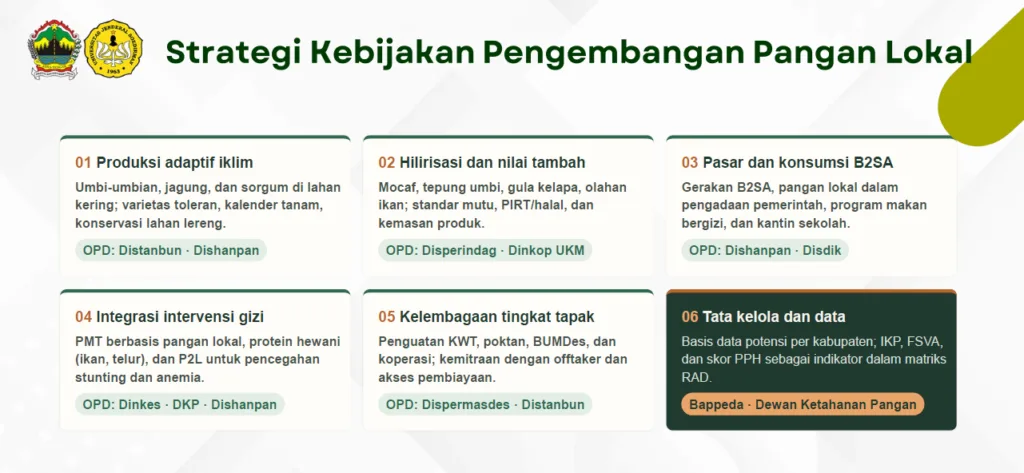 Strategi Kebijakan Pengembangan Pangan Lokal
01 Produksi adaptif iklim
Umbi-umbian, jagung, dan sorgum di lahan
kering; varietas toleran, kalender tanam,
konservasi lahan lereng.
OPD: Distanbun · Dishanpan
02 Hilirisasi dan nilai tambah
Mocaf, tepung umbi, gula kelapa, olahan
ikan; standar mutu, PIRT/halal, dan
kemasan produk.
OPD: Disperindag · Dinkop UKM
03 Pasar dan konsumsi B2SA
Gerakan B2SA, pangan lokal dalam
pengadaan pemerintah, program makan
bergizi, dan kantin sekolah.
OPD: Dishanpan · Disdik
04 Integrasi intervensi gizi
PMT berbasis pangan lokal, protein hewani
(ikan, telur), dan P2L untuk pencegahan
stunting dan anemia.
OPD: Dinkes · DKP · Dishanpan
05 Kelembagaan tingkat tapak
Penguatan KWT, poktan, BUMDes, dan
koperasi; kemitraan dengan offtaker dan
akses pembiayaan.
OPD: Dispermasdes · Distanbun
06 Tata kelola dan data
Basis data potensi per kabupaten; IKP, FSVA,
dan skor PPH sebagai indikator dalam matriks
RAD.
Bappeda · Dewan Ketahanan Pangan